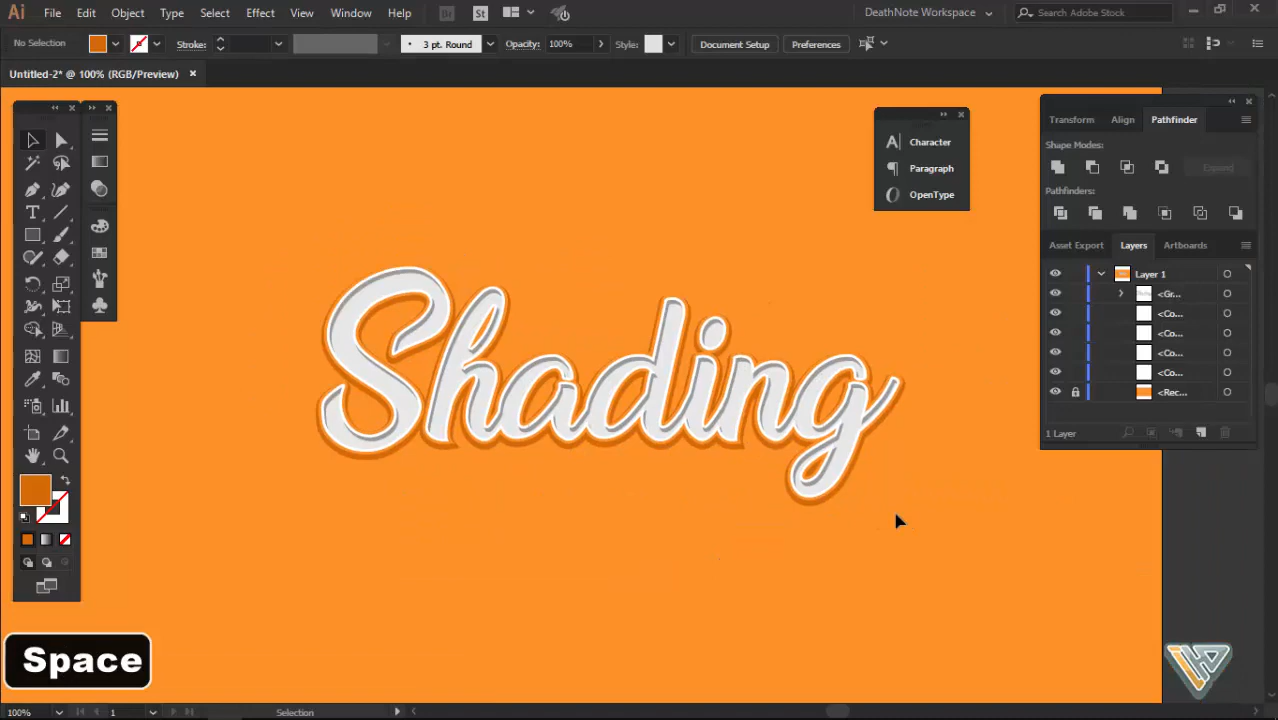 Ai File Edit Object Type Select Effect View Window Help Br St DeathNote Workspace Search Adobe Stock
No Selection Stroke: 3 pt. Round Opacity: 100% Style: Document Setup Preferences
Untitled-2* @ 100% (RGB/Preview)
Transform Align Pathfinder
Shape Modes:
Expand
Pathfinders:
Character
Paragraph
OpenType
Asset Export Layers Artboards
Layer 1
<Gr...
<Co...
<Co...
<Co...
<Co...
<Rec...
1 Layer
Shading
Space
100% 1 Selection